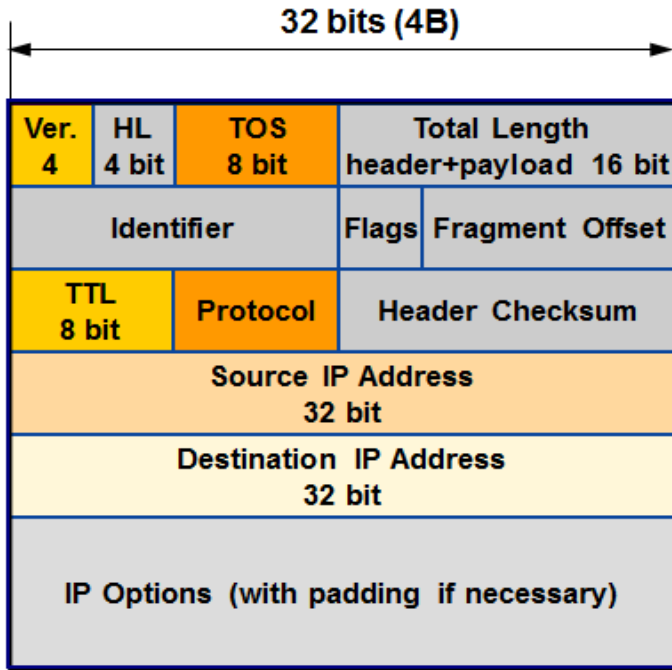 32 bits (4B)
Ver. HL TOS Total Length
4 4 bit 8 bit header+payload 16 bit
Identifier Flags Fragment Offset
TTL Protocol Header Checksum
8 bit
Source IP Address
32 bit
Destination IP Address
32 bit
IP Options (with padding if necessary)